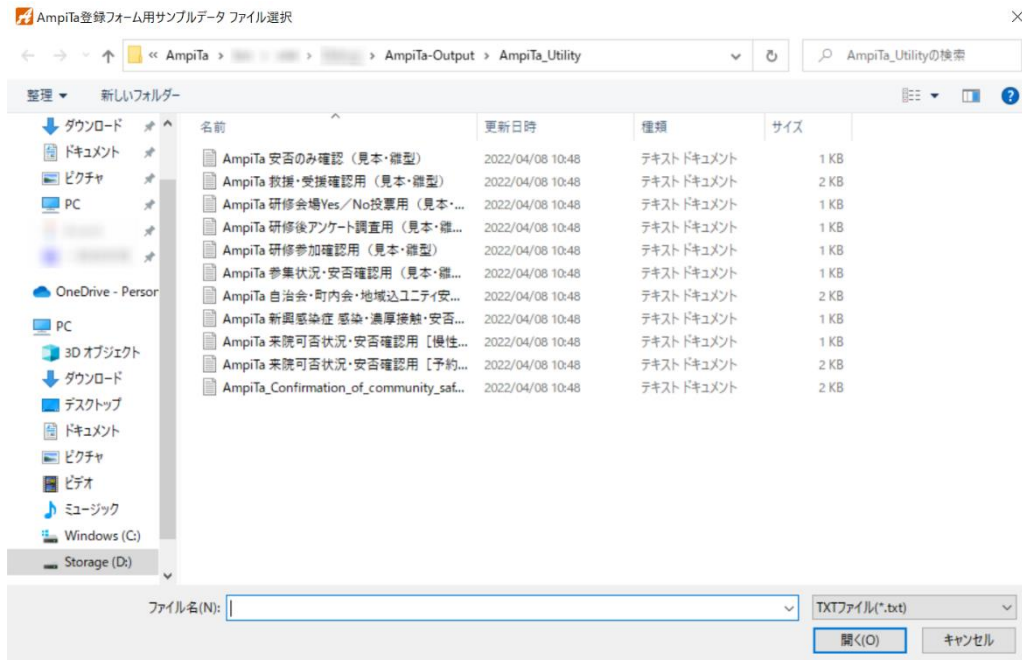 AmpiTa登録フォーム用サンプルデータ ファイル選択
« AmpiTa › › › AmpiTa-Output › AmpiTa_Utility
AmpiTa_Utilityの検索
整理 新しいフォルダー
名前 更新日時 種類 サイズ
AmpiTa 安否のみ確認（見本・雛型） 2022/04/08 10:48 テキスト ドキュメント 1 KB
AmpiTa 救援・受援確認用（見本・雛型） 2022/04/08 10:48 テキスト ドキュメント 2 KB
AmpiTa 研修会場Yes／No投票用（見本・... 2022/04/08 10:48 テキスト ドキュメント 1 KB
AmpiTa 研修後アンケート調査用（見本・雛... 2022/04/08 10:48 テキスト ドキュメント 1 KB
AmpiTa 研修参加確認用（見本・雛型） 2022/04/08 10:48 テキスト ドキュメント 1 KB
AmpiTa 参集状況・安否確認用（見本・雛... 2022/04/08 10:48 テキスト ドキュメント 1 KB
AmpiTa 自治会・町内会・地域込ユニティ安... 2022/04/08 10:48 テキスト ドキュメント 2 KB
AmpiTa 新興感染症 感染・濃厚接触・安否... 2022/04/08 10:48 テキスト ドキュメント 1 KB
AmpiTa 来院可否状況・安否確認用［慢性... 2022/04/08 10:48 テキスト ドキュメント 2 KB
AmpiTa 来院可否状況・安否確認用［予約... 2022/04/08 10:48 テキスト ドキュメント 2 KB
AmpiTa_Confirmation_of_community_saf... 2022/04/08 10:48 テキスト ドキュメント 2 KB
ダウンロード
ドキュメント
ピクチャ
PC
OneDrive - Person
PC
3D オブジェクト
ダウンロード
デスクトップ
ドキュメント
ピクチャ
ビデオ
ミュージック
Windows (C:)
Storage (D:)
ファイル名(N):
TXTファイル(*.txt)
開く(O) キャンセル